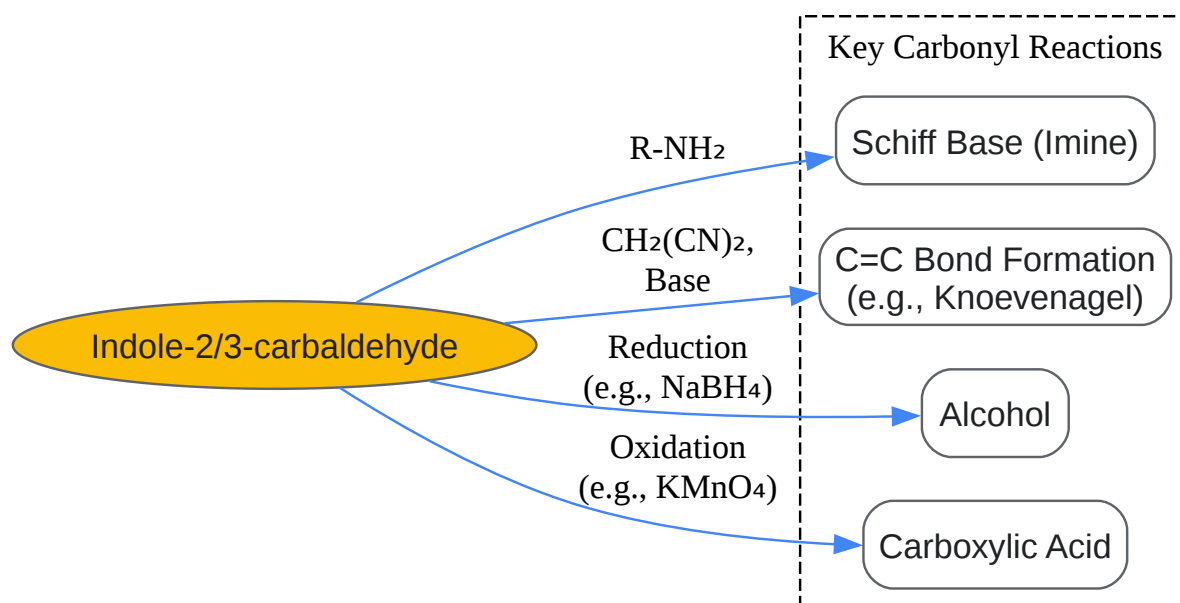 Key Carbonyl Reactions
R-NH₂
Schiff Base (Imine)
CH₂(CN)₂,
Base
C=C Bond Formation
(e.g., Knoevenagel)
Indole-2/3-carbaldehyde
Reduction
(e.g., NaBH₄)
Alcohol
Oxidation
(e.g., KMnO₄)
Carboxylic Acid